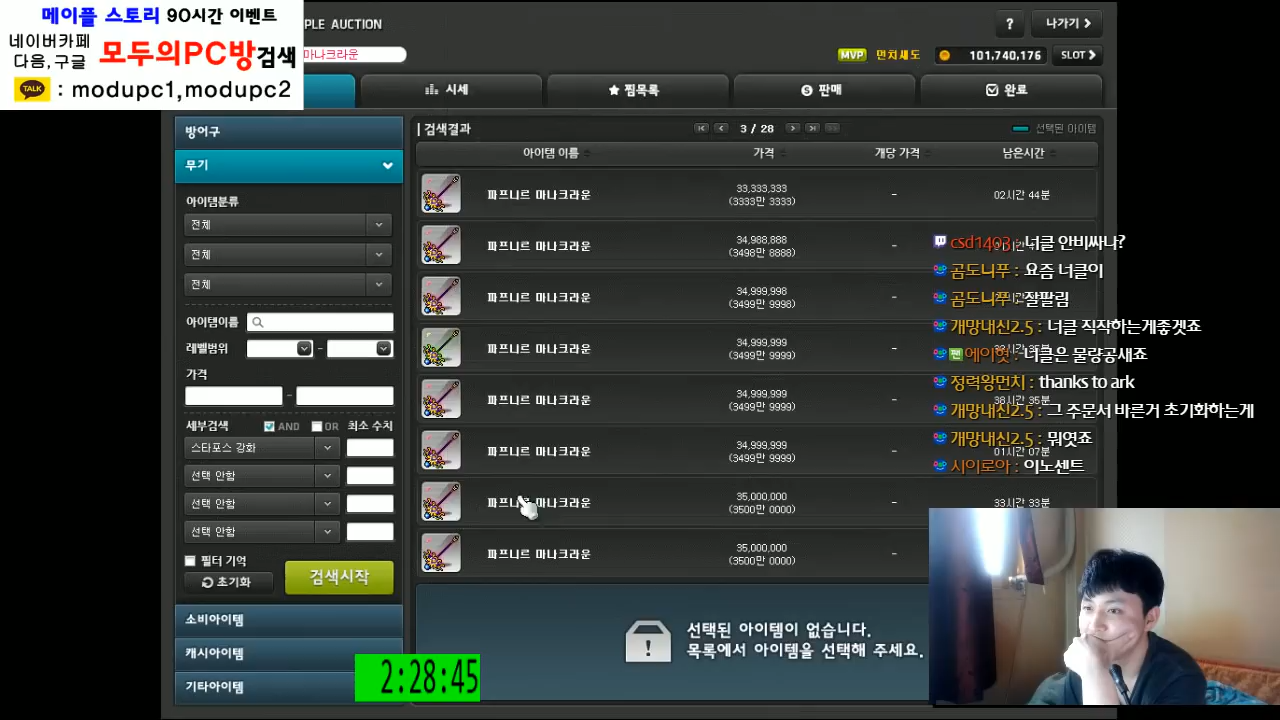 메이플 스토리 90시간 이벤트
네이버카페
다음,구글
모두의PC방검색
TALK : modupc1,modupc2
PLE AUCTION
?
나가기
마나크라운
MVP 먼치세도
101,740,176
SLOT
시세
찜목록
판매
완료
방어구
무기
아이템분류
전체
전체
전체
아이템이름
레벨범위
-
가격
-
세부검색 AND OR 최소 수치
스타포스 강화
선택 안함
선택 안함
선택 안함
필터 기억
초기화
검색시작
소비아이템
캐시아이템
기타아이템
2:28:45
검색결과
3 / 28
선택된 아이템
아이템 이름 가격 개당 가격 남은시간
파프니르 마나크라운 33,333,333 - 02시간 44분
(3333만 3333)
파프니르 마나크라운 34,988,888 -
(3498만 8888)
파프니르 마나크라운 34,999,998 -
(3499만 9998)
파프니르 마나크라운 34,999,999 -
(3499만 9999)
파프니르 마나크라운 34,999,999 - 38시간 35분
(3499만 9999)
파프니르 마나크라운 34,999,999 - 01시간 07분
(3499만 9999)
파프니르 마나크라운 35,000,000 - 33시간 33분
(3500만 0000)
파프니르 마나크라운 35,000,000 -
(3500만 0000)
선택된 아이템이 없습니다.
목록에서 아이템을 선택해 주세요.
csd1403 : 너클 안비싸나?
곰도니푸 : 요즘 너클이
곰도니푸 : 잘팔림
개망내신2.5 : 너클 직작하는게좋겟죠
팬 에이혓 : 너클은 물량공세죠
정력왕먼치 : thanks to ark
개망내신2.5 : 그 주문서 바른거 초기화하는게
개망내신2.5 : 뭐엿죠
시이로아 : 이노센트